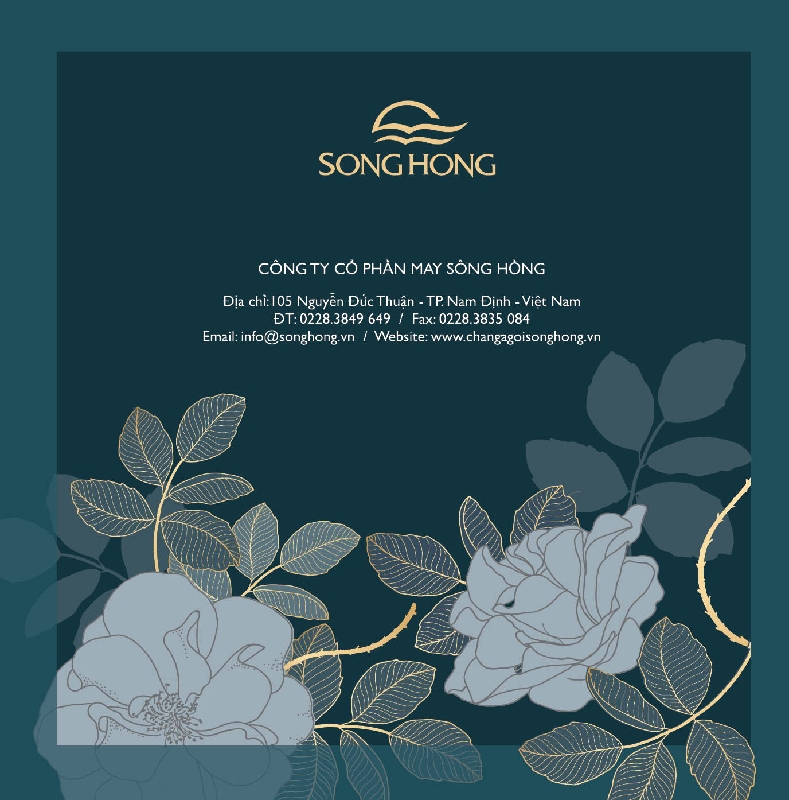 SONG HONG
CÔNG TY CỔ PHẦN MAY SÔNG HỒNG
Địa chỉ:105 Nguyễn Đức Thuận - TP. Nam Định - Việt Nam
ĐT: 0228.3849 649 / Fax: 0228.3835 084
Email: info@songhong.vn / Website: www.changagoisonghong.vn